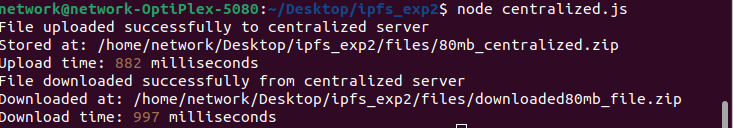 network@network-OptiPlex-5080:~/Desktop/ipfs_exp2$ node centralized.js
File uploaded successfully to centralized server
Stored at: /home/network/Desktop/ipfs_exp2/files/80mb_centralized.zip
Upload time: 882 milliseconds
File downloaded successfully from centralized server
Downloaded at: /home/network/Desktop/ipfs_exp2/files/downloaded80mb_file.zip
Download time: 997 milliseconds